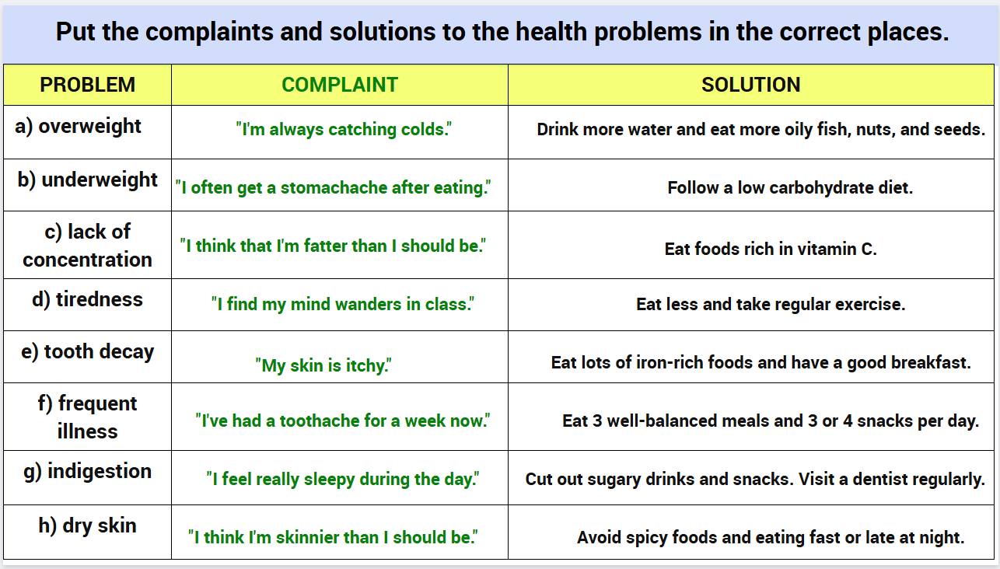 Put the complaints and solutions to the health problems in the correct places.
PROBLEM COMPLAINT SOLUTION
a) overweight "I'm always catching colds." Drink more water and eat more oily fish, nuts, and seeds.
b) underweight "I often get a stomachache after eating." Follow a low carbohydrate diet.
c) lack of
concentration "I think that I'm fatter than I should be." Eat foods rich in vitamin C.
d) tiredness "I find my mind wanders in class." Eat less and take regular exercise.
e) tooth decay "My skin is itchy." Eat lots of iron-rich foods and have a good breakfast.
f) frequent
illness "I've had a toothache for a week now." Eat 3 well-balanced meals and 3 or 4 snacks per day.
g) indigestion "I feel really sleepy during the day." Cut out sugary drinks and snacks. Visit a dentist regularly.
h) dry skin "I think I'm skinnier than I should be." Avoid spicy foods and eating fast or late at night.